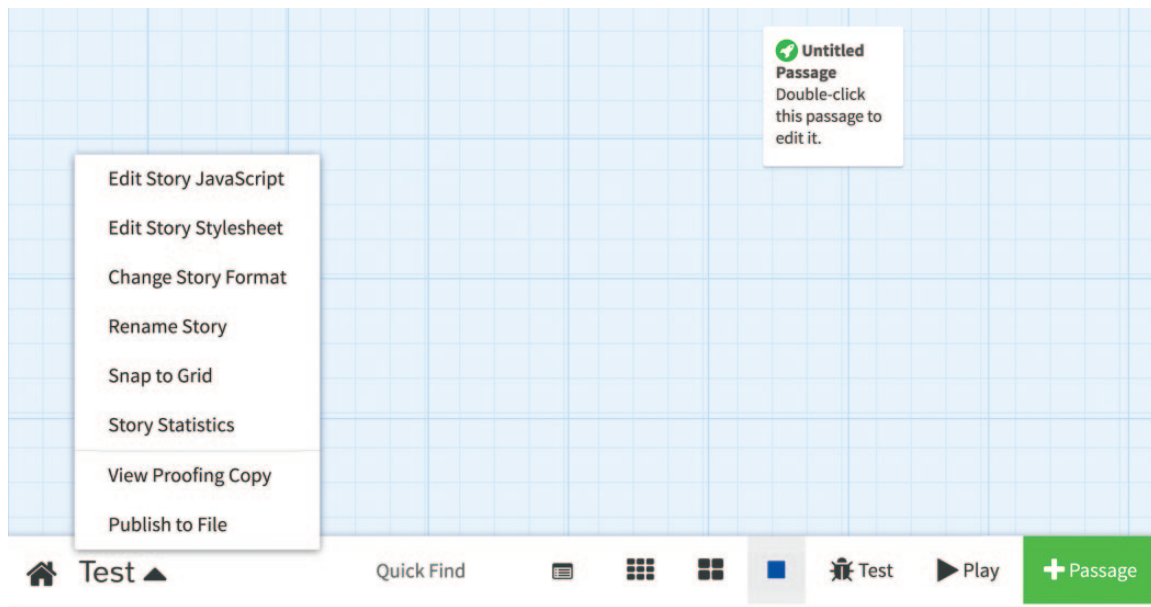 Untitled
Passage
Double-click
this passage to
edit it.
Edit Story JavaScript
Edit Story Stylesheet
Change Story Format
Rename Story
Snap to Grid
Story Statistics
View Proofing Copy
Publish to File
Test Quick Find Test Play Passage